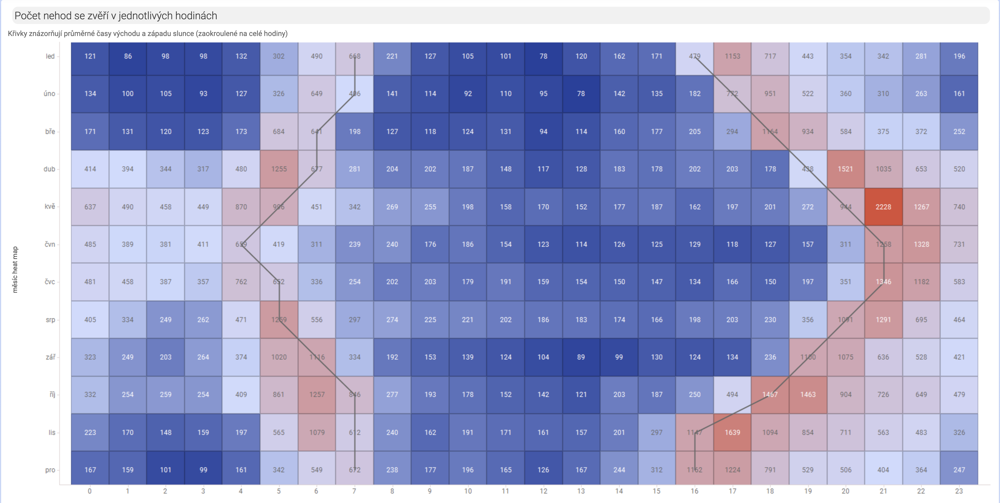 Počet nehod se zvěří v jednotlivých hodinách
Křivky znázorňují průměrné časy východu a západu slunce (zaokroulené na celé hodiny)
měsíc heat map
led 121 86 98 98 132 302 490 668 221 127 105 101 78 120 162 171 479 1153 717 443 354 342 281 196
úno 134 100 105 93 127 326 649 406 141 114 92 110 95 78 142 135 182 772 951 522 360 310 263 161
bře 171 131 120 123 173 684 641 198 127 118 124 131 94 114 160 177 205 294 1164 934 584 375 372 252
dub 414 394 344 317 480 1255 677 281 204 202 187 148 117 128 183 178 202 203 178 438 1521 1035 653 520
kvě 637 490 458 449 870 996 451 342 269 255 198 158 170 152 177 187 162 197 201 272 944 2228 1267 740
čvn 485 389 381 411 659 419 311 239 240 176 186 154 123 114 126 125 129 118 127 157 311 1258 1328 731
čvc 481 458 387 357 762 652 336 254 202 203 179 191 159 154 150 147 134 166 150 197 351 1346 1182 583
srp 405 334 249 262 471 1259 556 297 274 225 221 202 186 183 174 166 198 203 230 356 1091 1291 695 464
zář 323 249 203 264 374 1020 1116 334 192 153 139 124 104 89 99 130 124 134 236 1100 1075 636 528 421
říj 332 254 259 254 409 861 1257 846 277 193 178 152 142 121 203 187 250 494 1467 1463 904 726 649 479
lis 223 170 148 159 197 565 1079 612 240 162 191 171 161 157 201 297 1147 1639 1094 854 711 563 483 326
pro 167 159 101 99 161 342 549 672 238 177 196 165 126 167 244 312 1162 1224 791 529 506 404 364 247
0 1 2 3 4 5 6 7 8 9 10 11 12 13 14 15 16 17 18 19 20 21 22 23